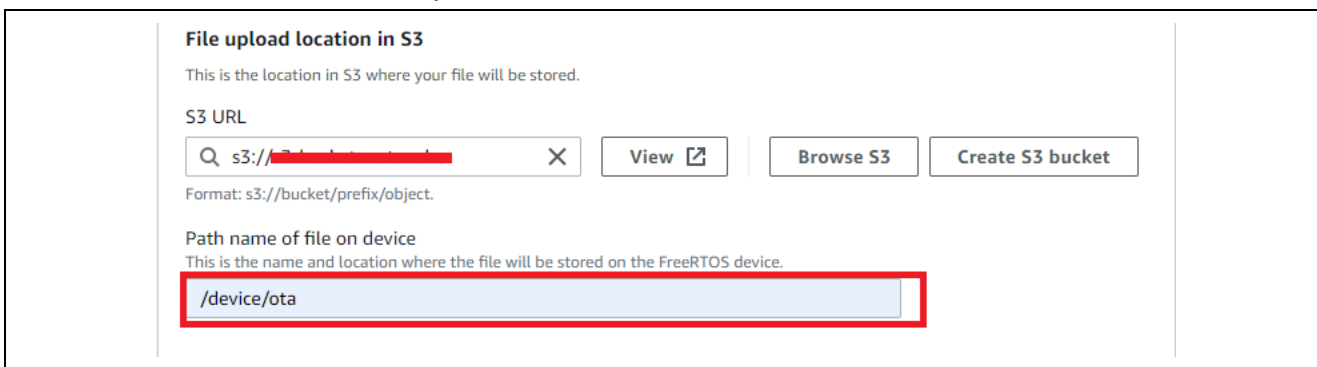 File upload location in S3
This is the location in S3 where your file will be stored.
S3 URL
s3://
View
Browse S3
Create S3 bucket
Format: s3://bucket/prefix/object.
Path name of file on device
This is the name and location where the file will be stored on the FreeRTOS device.
/device/ota